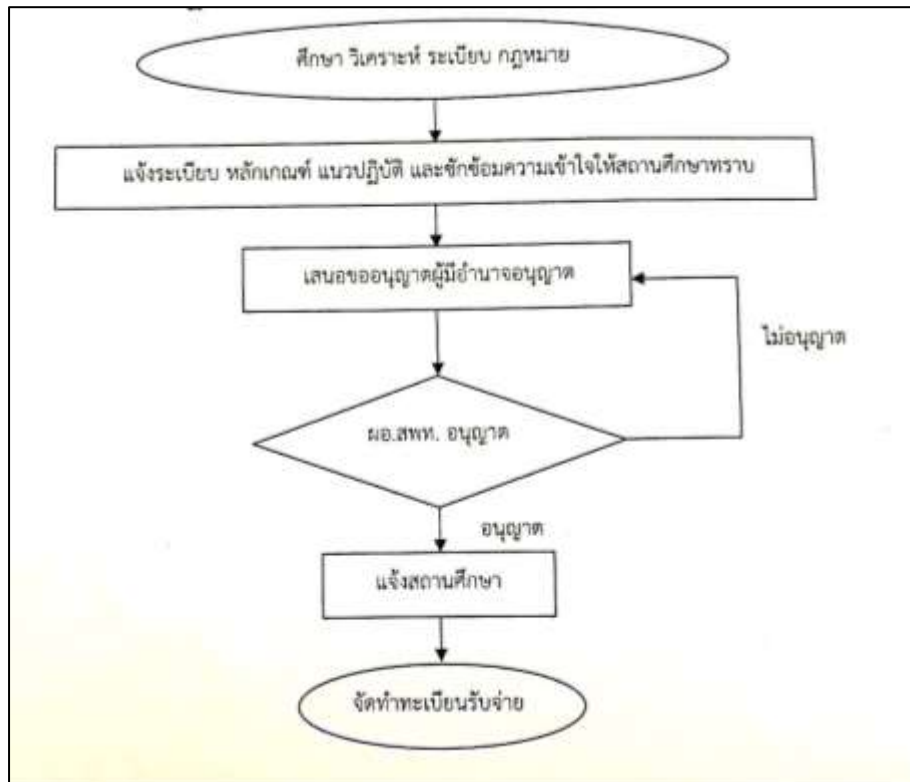 ศึกษา วิเคราะห์ ระเบียบ กฎหมาย
แจ้งระเบียบ หลักเกณฑ์ แนวปฏิบัติ และซักซ้อมความเข้าใจให้สถานศึกษาทราบ
เสนอขออนุญาตผู้มีอำนาจอนุญาต
ไม่อนุญาต
ผอ.สพท. อนุญาต
อนุญาต
แจ้งสถานศึกษา
จัดทำทะเบียนรับจ่าย